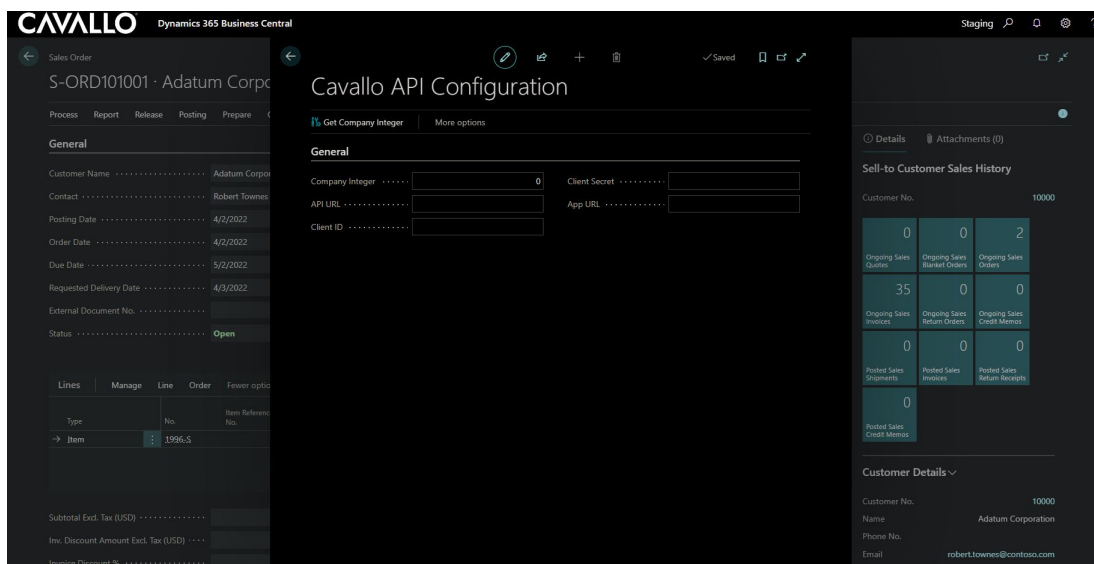 CAVALLO Dynamics 365 Business Central Staging
Sales Order
S-ORD101001 · Adatum Corpo
Process Report Release Posting Prepare
General
Customer Name Adatum Corpor
Contact Robert Townes
Posting Date 4/2/2022
Order Date 4/2/2022
Due Date 5/2/2022
Requested Delivery Date 4/3/2022
External Document No.
Status Open
Lines Manage Line Order Fewer optio
Type No. Item Referenc
No.
Item 1996-S
Subtotal Excl. Tax (USD)
Inv. Discount Amount Excl. Tax (USD)
Invoice Discount %
Saved
Cavallo API Configuration
Get Company Integer More options
General
Company Integer 0 Client Secret
API URL App URL
Client ID
Details Attachments (0)
Sell-to Customer Sales History
Customer No. 10000
0 0 2
Ongoing Sales Quotes Ongoing Sales Blanket Orders Ongoing Sales Orders
35 0 0
Ongoing Sales Invoices Ongoing Sales Return Orders Ongoing Sales Credit Memos
0 0 0
Posted Sales Shipments Posted Sales Invoices Posted Sales Return Receipts
0
Posted Sales Credit Memos
Customer Details
Customer No. 10000
Name Adatum Corporation
Phone No.
Email robert.townes@contoso.com